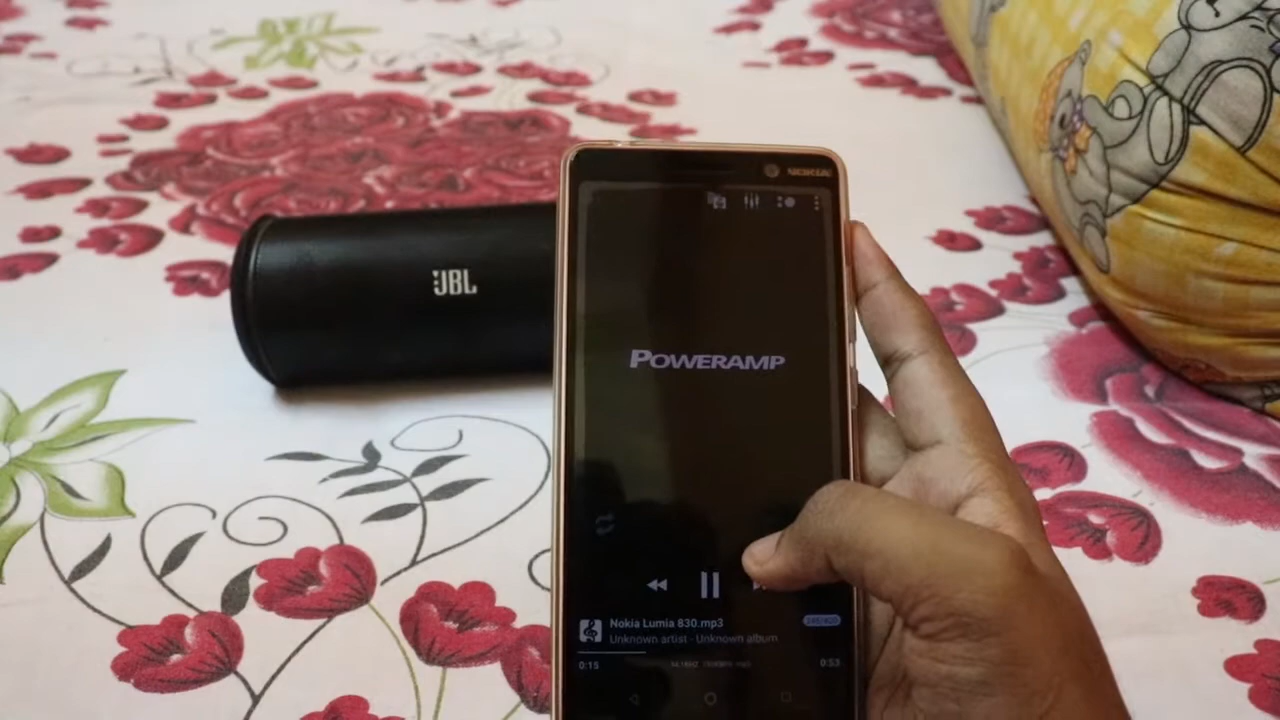 NOKIA
JBL
POWERAMP
Nokia Lumia 830.mp3
Unknown artist - Unknown album
0:15
0:53